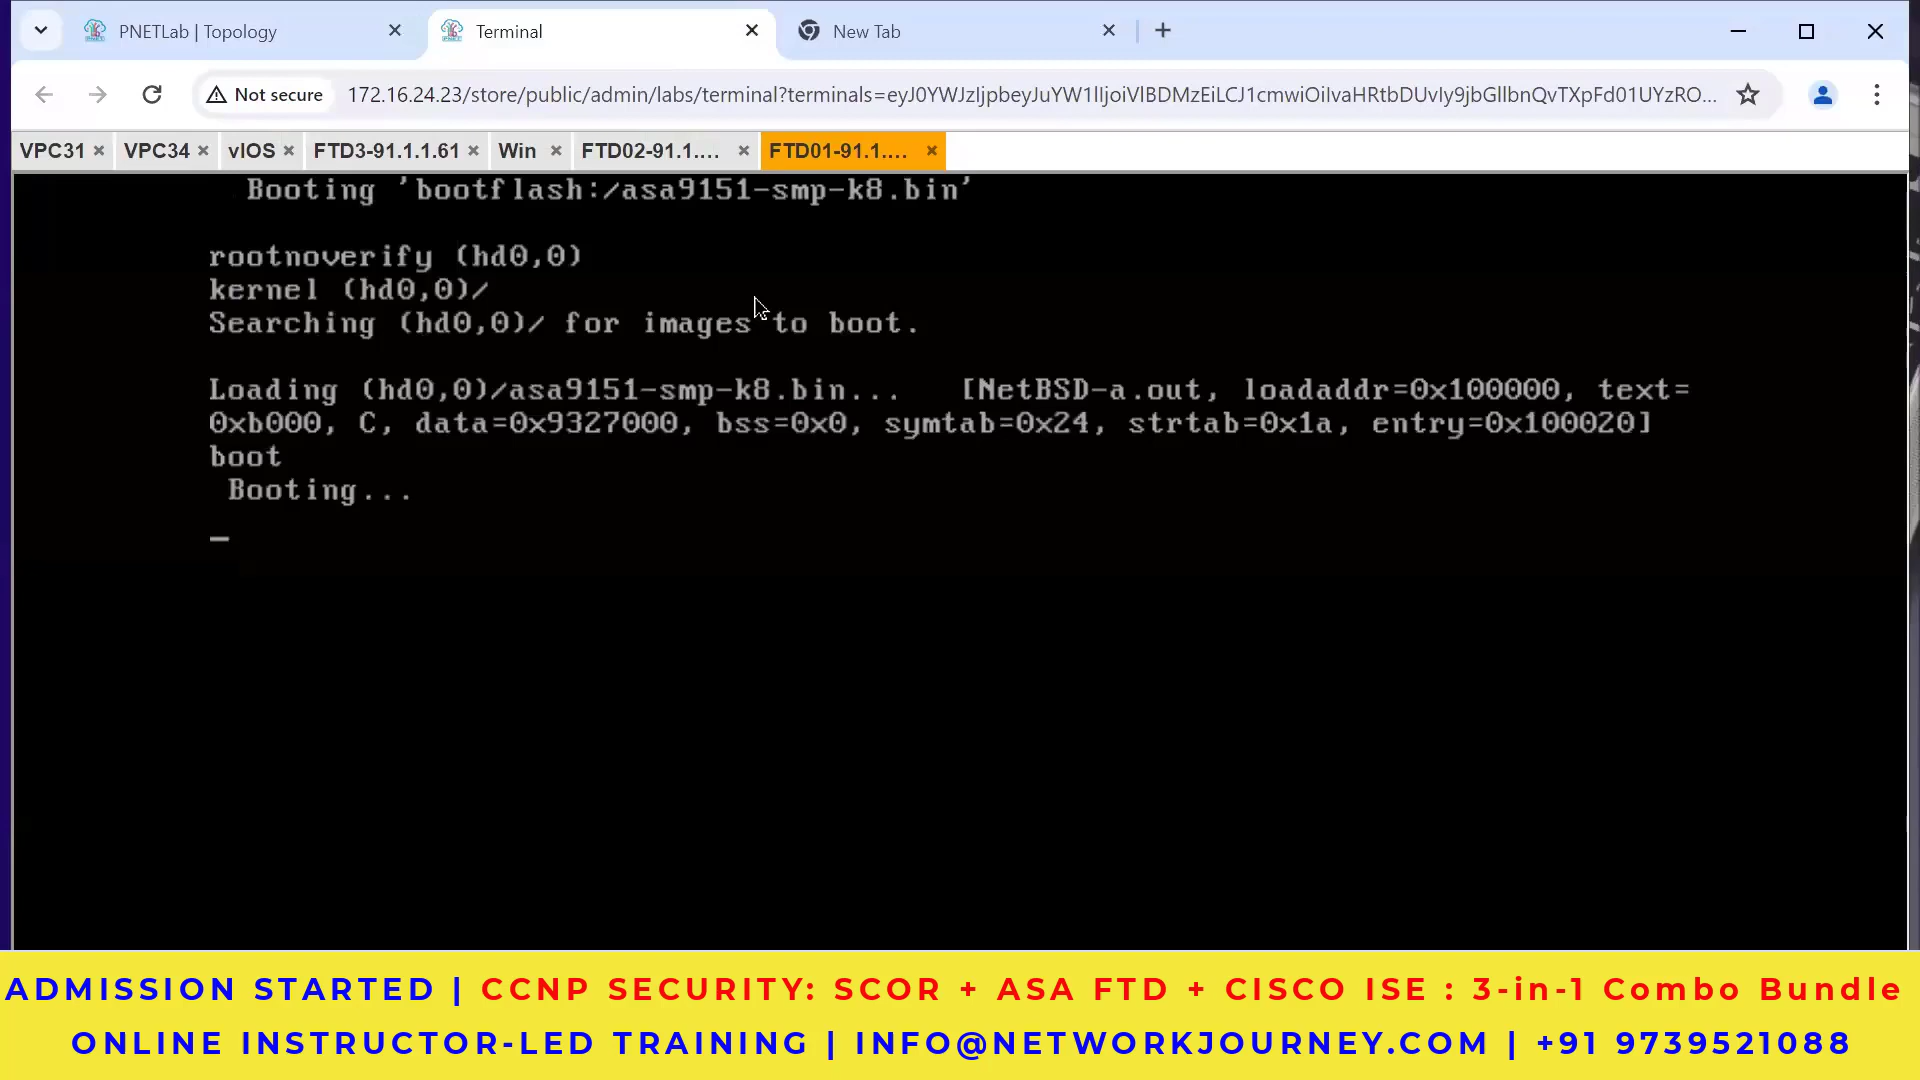 PNETLab | Topology
Terminal
New Tab
Not secure
172.16.24.23/store/public/admin/labs/terminal?terminals=eyJ0YWJzIjpbeyJuYW1lIjoiVlBDMzEiLCJ1cmwiOiIvaHRtbDUvIy9jbGllbnQvTXpFd01UYzRO...
VPC31 VPC34 vIOS FTD3-91.1.1.61 Win FTD02-91.1.... FTD01-91.1....
Booting 'bootflash:/asa9151-smp-k8.bin'
rootnoverify (hd0,0)
kernel (hd0,0)/
Searching (hd0,0)/ for images to boot.
Loading (hd0,0)/asa9151-smp-k8.bin... [NetBSD-a.out, loadaddr=0x100000, text=
0xb000, C, data=0x9327000, bss=0x0, symtab=0x24, strtab=0x1a, entry=0x100020]
boot
Booting...
ADMISSION STARTED | CCNP SECURITY: SCOR + ASA FTD + CISCO ISE : 3-in-1 Combo Bundle
ONLINE INSTRUCTOR-LED TRAINING | INFO@NETWORKJOURNEY.COM | +91 9739521088